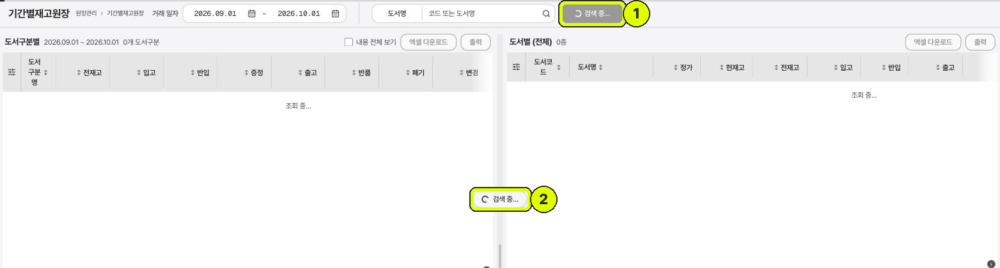 기간별재고원장 원장관리 > 기간별재고원장 거래 일자 2026.09.01 ~ 2026.10.01 도서명 코드 또는 도서명 검색 중... 1
도서구분별 2026.09.01 ~ 2026.10.01 0개 도서구분 내용 전체 보기 엑셀 다운로드 출력
도서
구분
명
전재고 입고 반입 증정 출고 반품 폐기 변경
조회 중...
도서별 (전체) 0종 엑셀 다운로드 출력
도서코
드
도서명 정가 현재고 전재고 입고 반입 출고
조회 중...
검색 중... 2